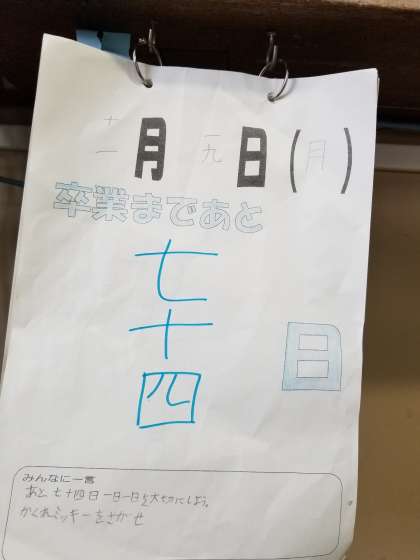 十一月一九日(月)
卒業まであと
七十四日
みんなに一言
あと、七十四日一日一日を大切にしよう。
かくれミッキーをさがせ